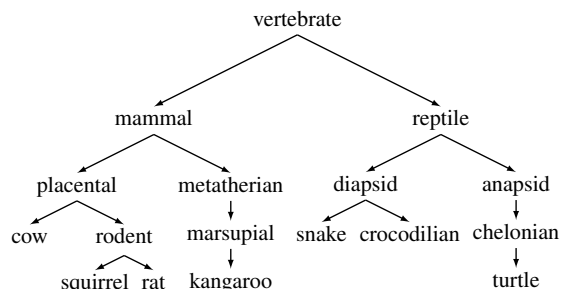 vertebrate
mammal reptile
placental metatherian diapsid anapsid
cow rodent marsupial snake crocodilian chelonian
squirrel rat kangaroo turtle